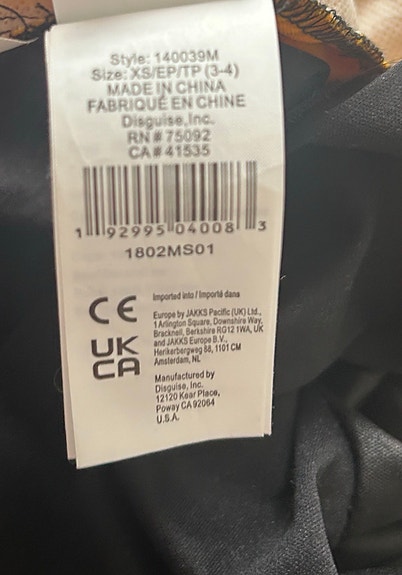 Style: 140039M
Size: XS/EP/TP (3-4)
MADE IN CHINA
FABRIQUÉ EN CHINE
Disguise, Inc.
RN # 75092
CA # 41535
1 92995 04008 3
1802MS01
CE
UK
CA
Imported into / Importé dans
Europe by JAKKS Pacific (UK) Ltd.,
1 Arlington Square, Downshire Way,
Bracknell, Berkshire RG12 1WA, UK
and JAKKS Europe B.V.,
Herikerbergweg 88, 1101 CM
Amsterdam, NL
Manufactured by
Disguise, Inc.
12120 Kear Place,
Poway CA 92064
U.S.A.